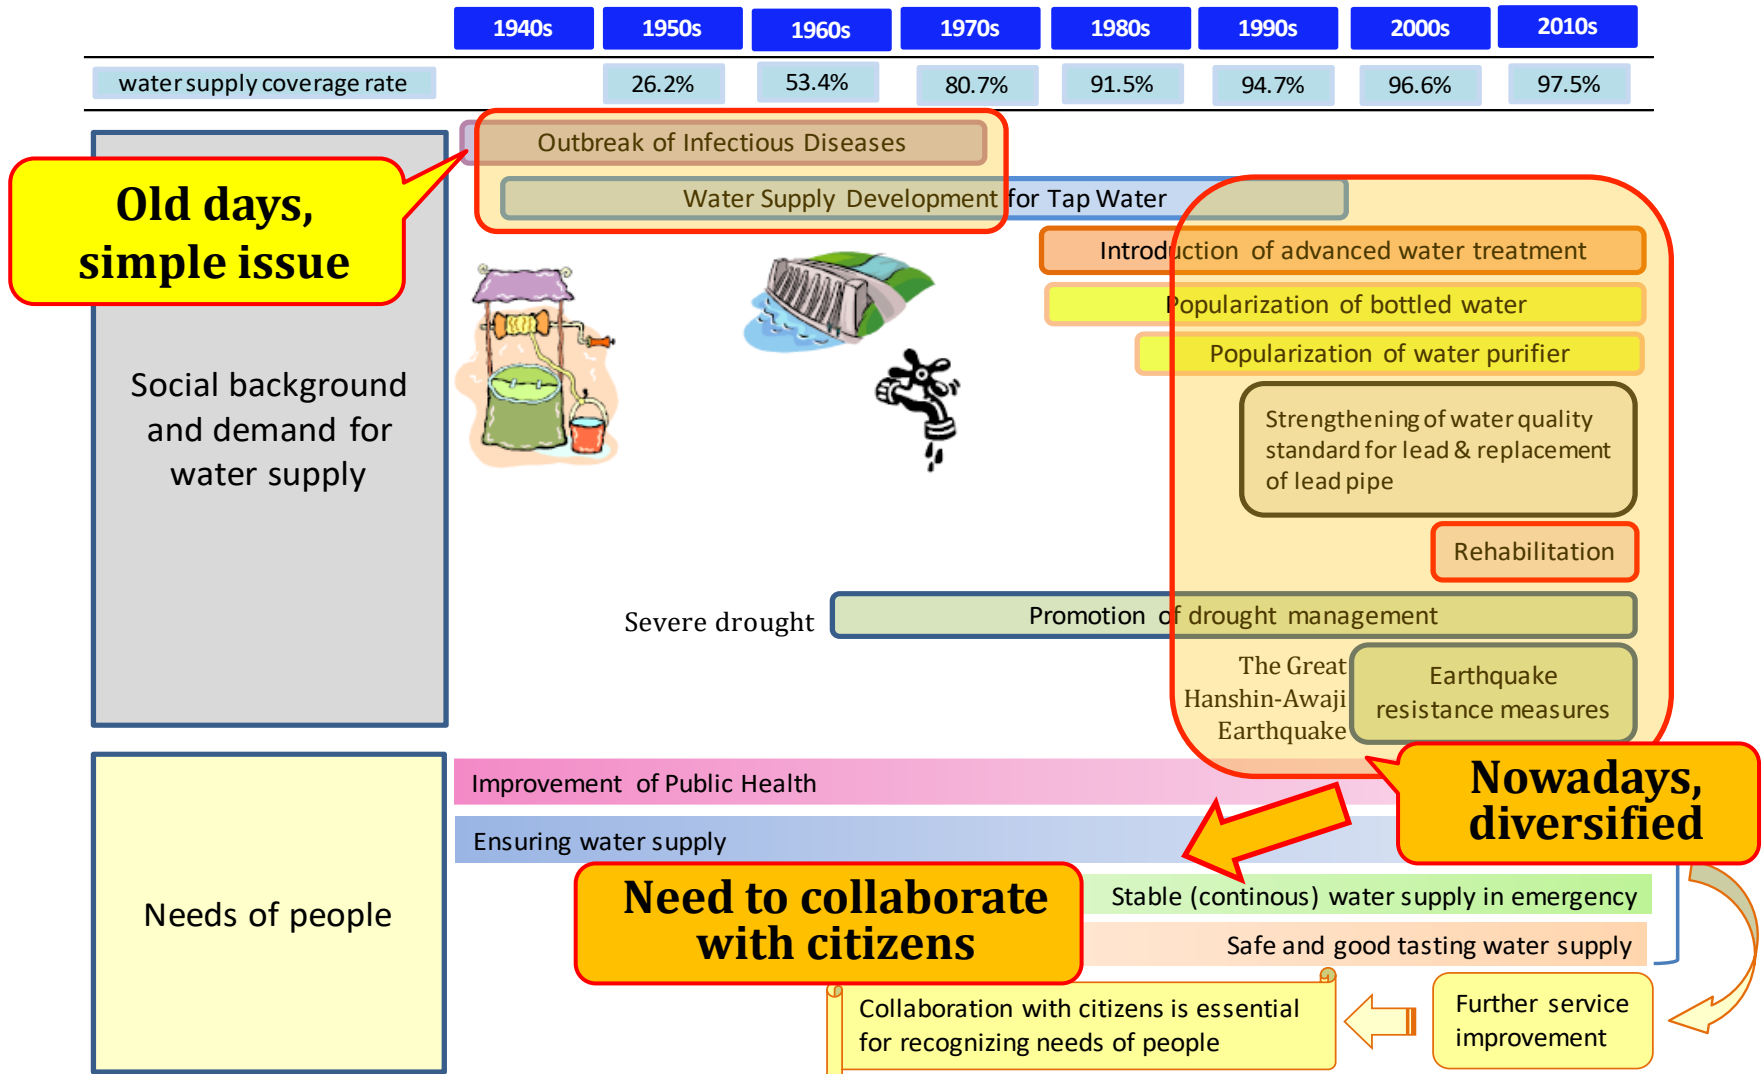 1940s 1950s 1960s 1970s 1980s 1990s 2000s 2010s
water supply coverage rate 26.2% 53.4% 80.7% 91.5% 94.7% 96.6% 97.5%
Outbreak of Infectious Diseases
Old days,
simple issue
Water Supply Development for Tap Water
Introduction of advanced water treatment
Popularization of bottled water
Popularization of water purifier
Social background
and demand for
water supply
Strengthening of water quality
standard for lead & replacement
of lead pipe
Rehabilitation
Severe drought
Promotion of drought management
The Great
Hanshin-Awaji
Earthquake
Earthquake
resistance measures
Needs of people
Improvement of Public Health
Nowadays,
diversified
Ensuring water supply
Need to collaborate
with citizens
Stable (continous) water supply in emergency
Safe and good tasting water supply
Collaboration with citizens is essential
for recognizing needs of people
Further service
improvement